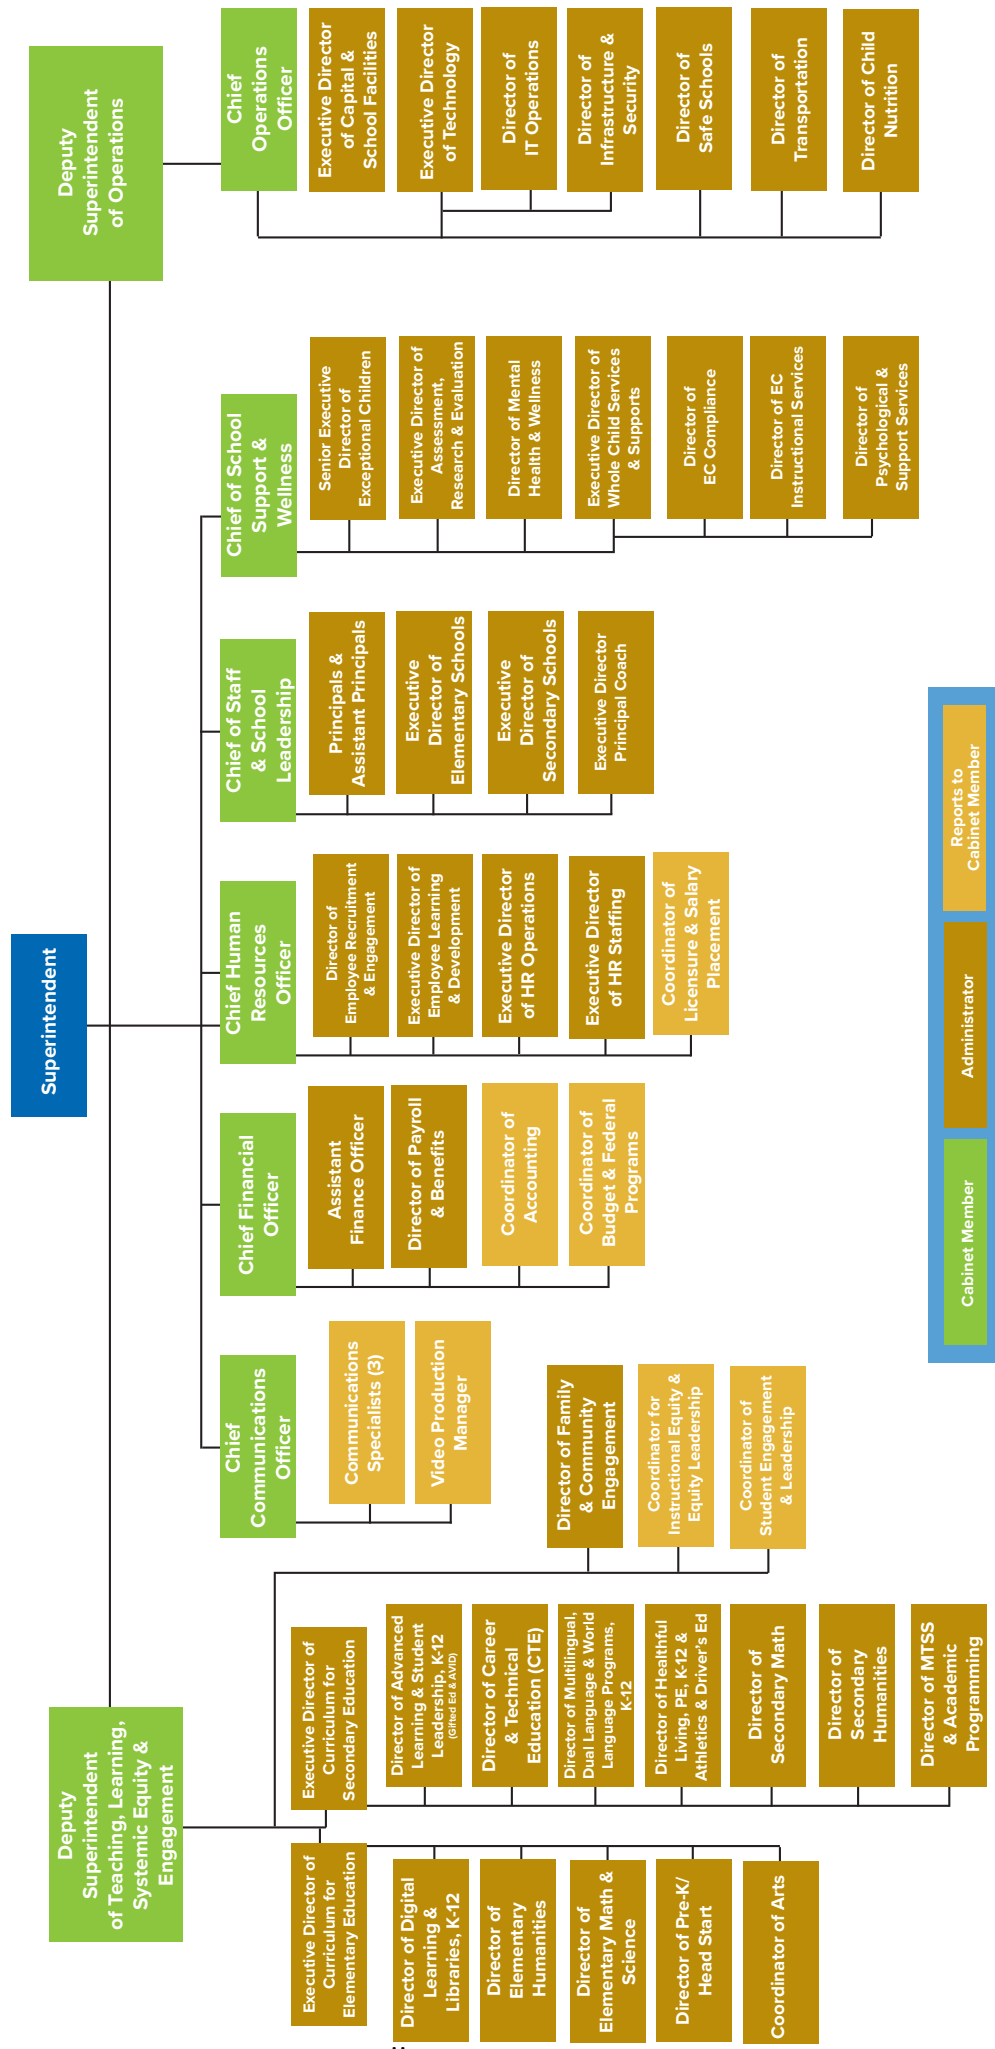 Superintendent
Deputy
Superintendent
of Teaching, Learning,
Systemic Equity &
Engagement
Deputy
Superintendent
of Operations
Chief
Communications
Officer
Chief Financial
Officer
Chief Human
Resources
Officer
Chief of Staff
& School
Leadership
Chief of School
Support &
Wellness
Chief
Operations
Officer
Executive Director of
Curriculum for
Elementary Education
Director of Digital
Learning &
Libraries, K-12
Director of
Elementary
Humanities
Director of
Elementary Math &
Science
Director of Pre-K/
Head Start
Coordinator of Arts
Executive Director of
Curriculum for
Secondary Education
Director of Advanced
Learning & Student
Leadership, K-12
(Gifted Ed & AVID)
Director of Career
& Technical
Education (CTE)
Director of Multilingual,
Dual Language & World
Language Programs,
K-12
Director of Healthful
Living, PE, K-12 &
Athletics & Driver's Ed
Director of
Secondary Math
Director of
Secondary
Humanities
Director of MTSS
& Academic
Programming
Director of Family
& Community
Engagement
Coordinator for
Instructional Equity &
Equity Leadership
Coordinator of
Student Engagement
& Leadership
Communications
Specialists (3)
Video Production
Manager
Assistant
Finance Officer
Director of Payroll
& Benefits
Coordinator of
Accounting
Coordinator of
Budget & Federal
Programs
Director of
Employee Recruitment
& Engagement
Executive Director of
Employee Learning
& Development
Executive Director
of HR Operations
Executive Director
of HR Staffing
Coordinator of
Licensure & Salary
Placement
Principals &
Assistant Principals
Executive
Director of
Elementary Schools
Executive
Director of
Secondary Schools
Executive Director
Principal Coach
Senior Executive
Director of
Exceptional Children
Executive Director of
Assessment,
Research & Evaluation
Director of Mental
Health & Wellness
Executive Director of
Whole Child Services
& Supports
Director of
EC Compliance
Director of EC
Instructional Services
Director of
Psychological &
Support Services
Executive Director
of Capital &
School Facilities
Executive Director
of Technology
Director of
IT Operations
Director of
Infrastructure &
Security
Director of
Safe Schools
Director of
Transportation
Director of Child
Nutrition
Cabinet Member
Administrator
Reports to
Cabinet Member